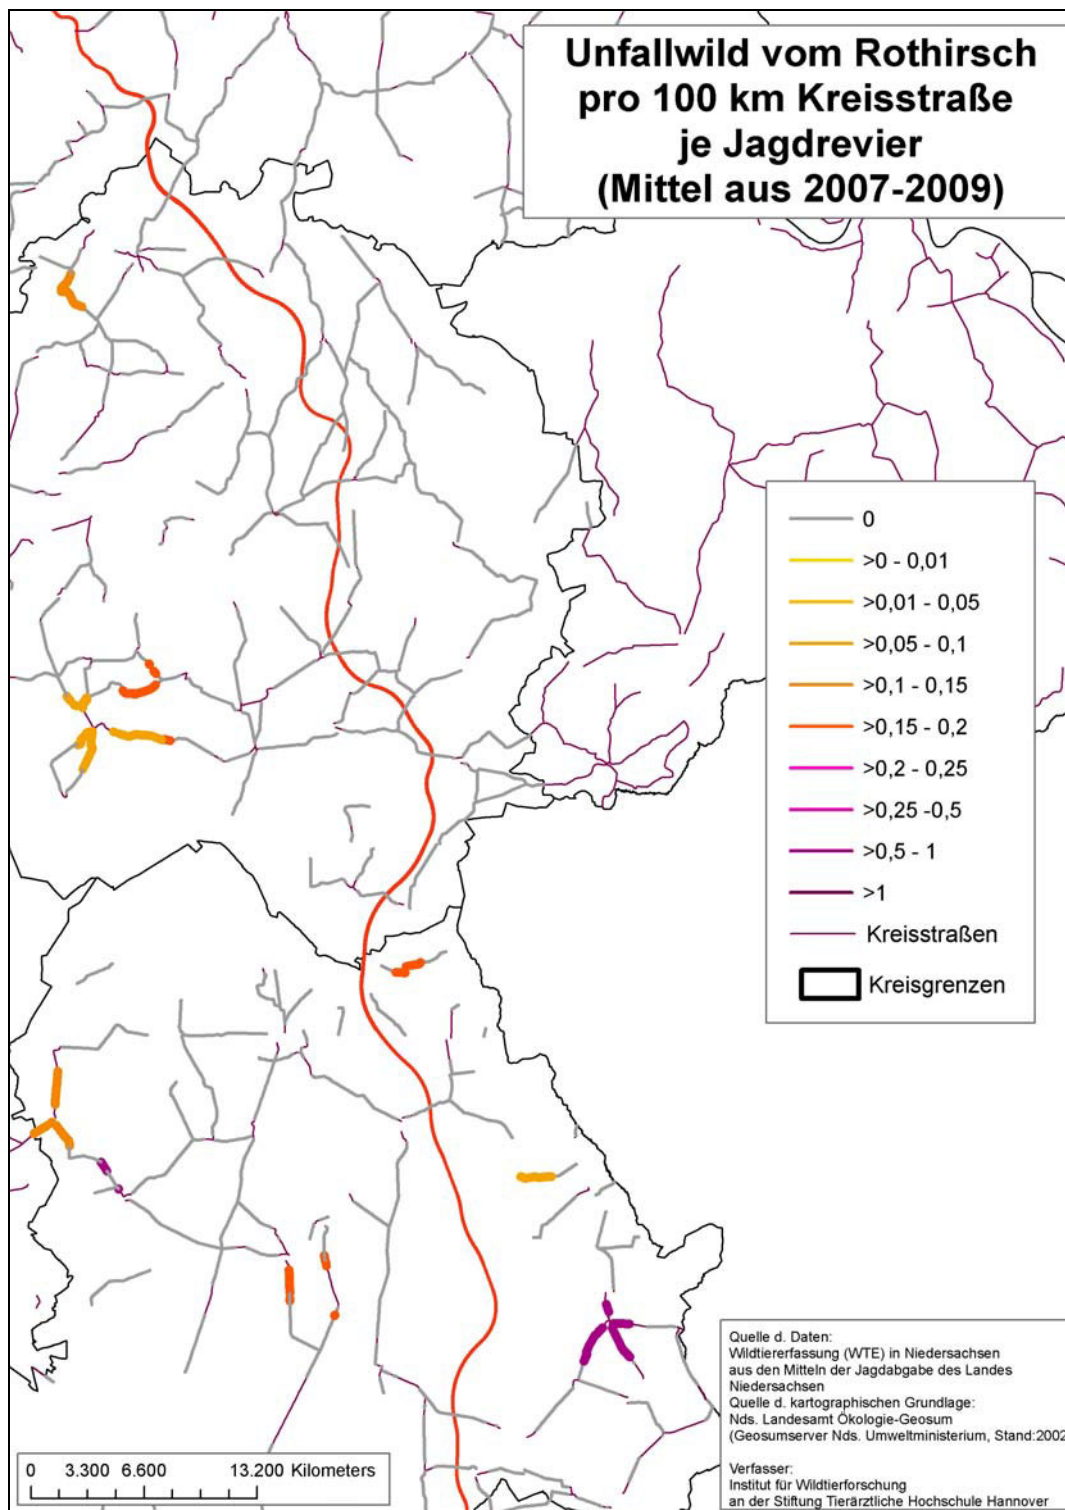 Unfallwild vom Rothirsch
pro 100 km Kreisstraße
je Jagdrevier
(Mittel aus 2007-2009)
0
>0 - 0,01
>0,01 - 0,05
>0,05 - 0,1
>0,1 - 0,15
>0,15 - 0,2
>0,2 - 0,25
>0,25 -0,5
>0,5 - 1
>1
Kreisstraßen
Kreisgrenzen
Quelle d. Daten:
Wildtiererfassung (WTE) in Niedersachsen
aus den Mitteln der Jagdabgabe des Landes
Niedersachsen
Quelle d. kartographischen Grundlage:
Nds. Landesamt Ökologie-Geosum
(Geosumserver Nds. Umweltministerium, Stand:2002
Verfasser:
Institut für Wildtierforschung
an der Stiftung Tierärztliche Hochschule Hannover
0 3.300 6.600 13.200 Kilometers